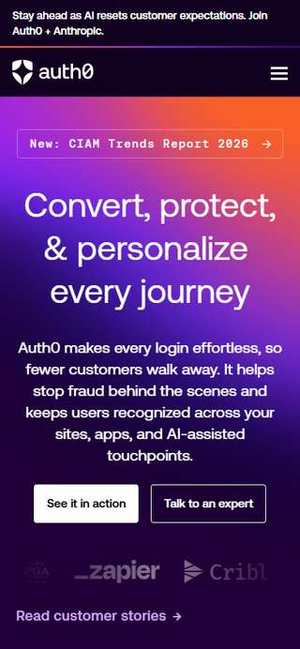 Stay ahead as AI resets customer expectations. Join
Auth0 + Anthropic.
auth0
New: CIAM Trends Report 2026 →
Convert, protect,
& personalize
every journey
Auth0 makes every login effortless, so
fewer customers walk away. It helps
stop fraud behind the scenes and
keeps users recognized across your
sites, apps, and AI-assisted
touchpoints.
See it in action
Talk to an expert
_zapier
Cribl
Read customer stories →